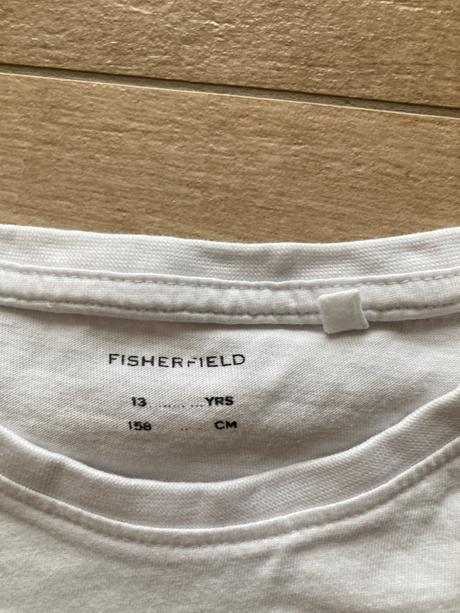 FISHERFIELD
13 ........ YRS
158 .. CM